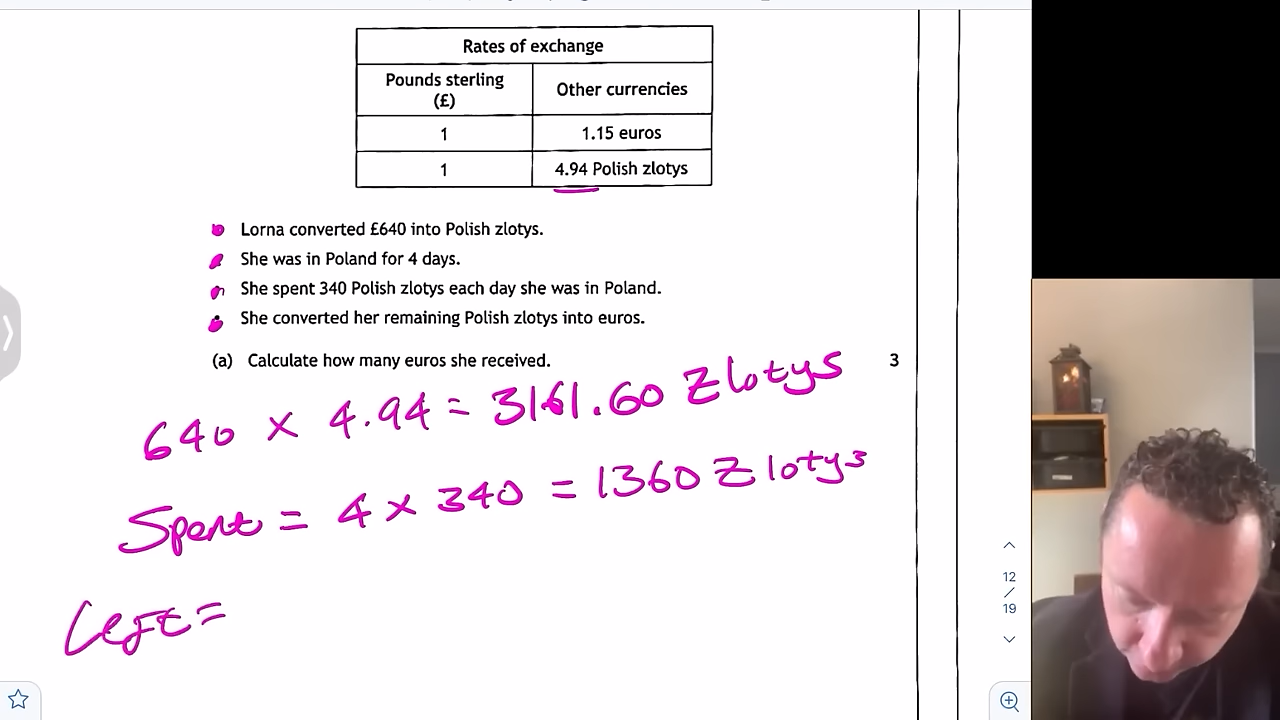 Rates of exchange
Pounds sterling (£) Other currencies
1 1.15 euros
1 4.94 Polish zlotys
Lorna converted £640 into Polish zlotys.
She was in Poland for 4 days.
She spent 340 Polish zlotys each day she was in Poland.
She converted her remaining Polish zlotys into euros.
(a) Calculate how many euros she received. 3
640 × 4.94 = 3161.60 Zlotys
Spent = 4 × 340 = 1360 Zlotys
Left =
12
/
19